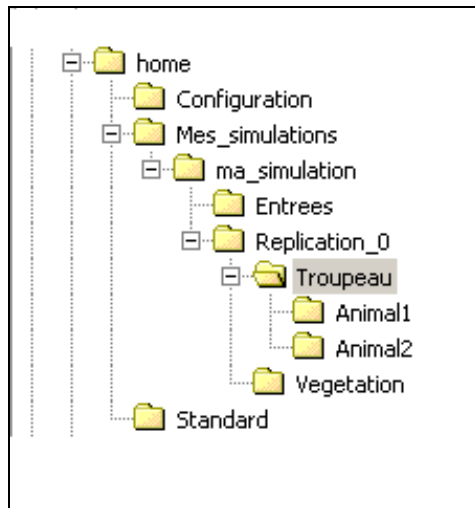 home
Configuration
Mes_simulations
ma_simulation
Entrees
Replication_0
Troupeau
Animal1
Animal2
Vegetation
Standard